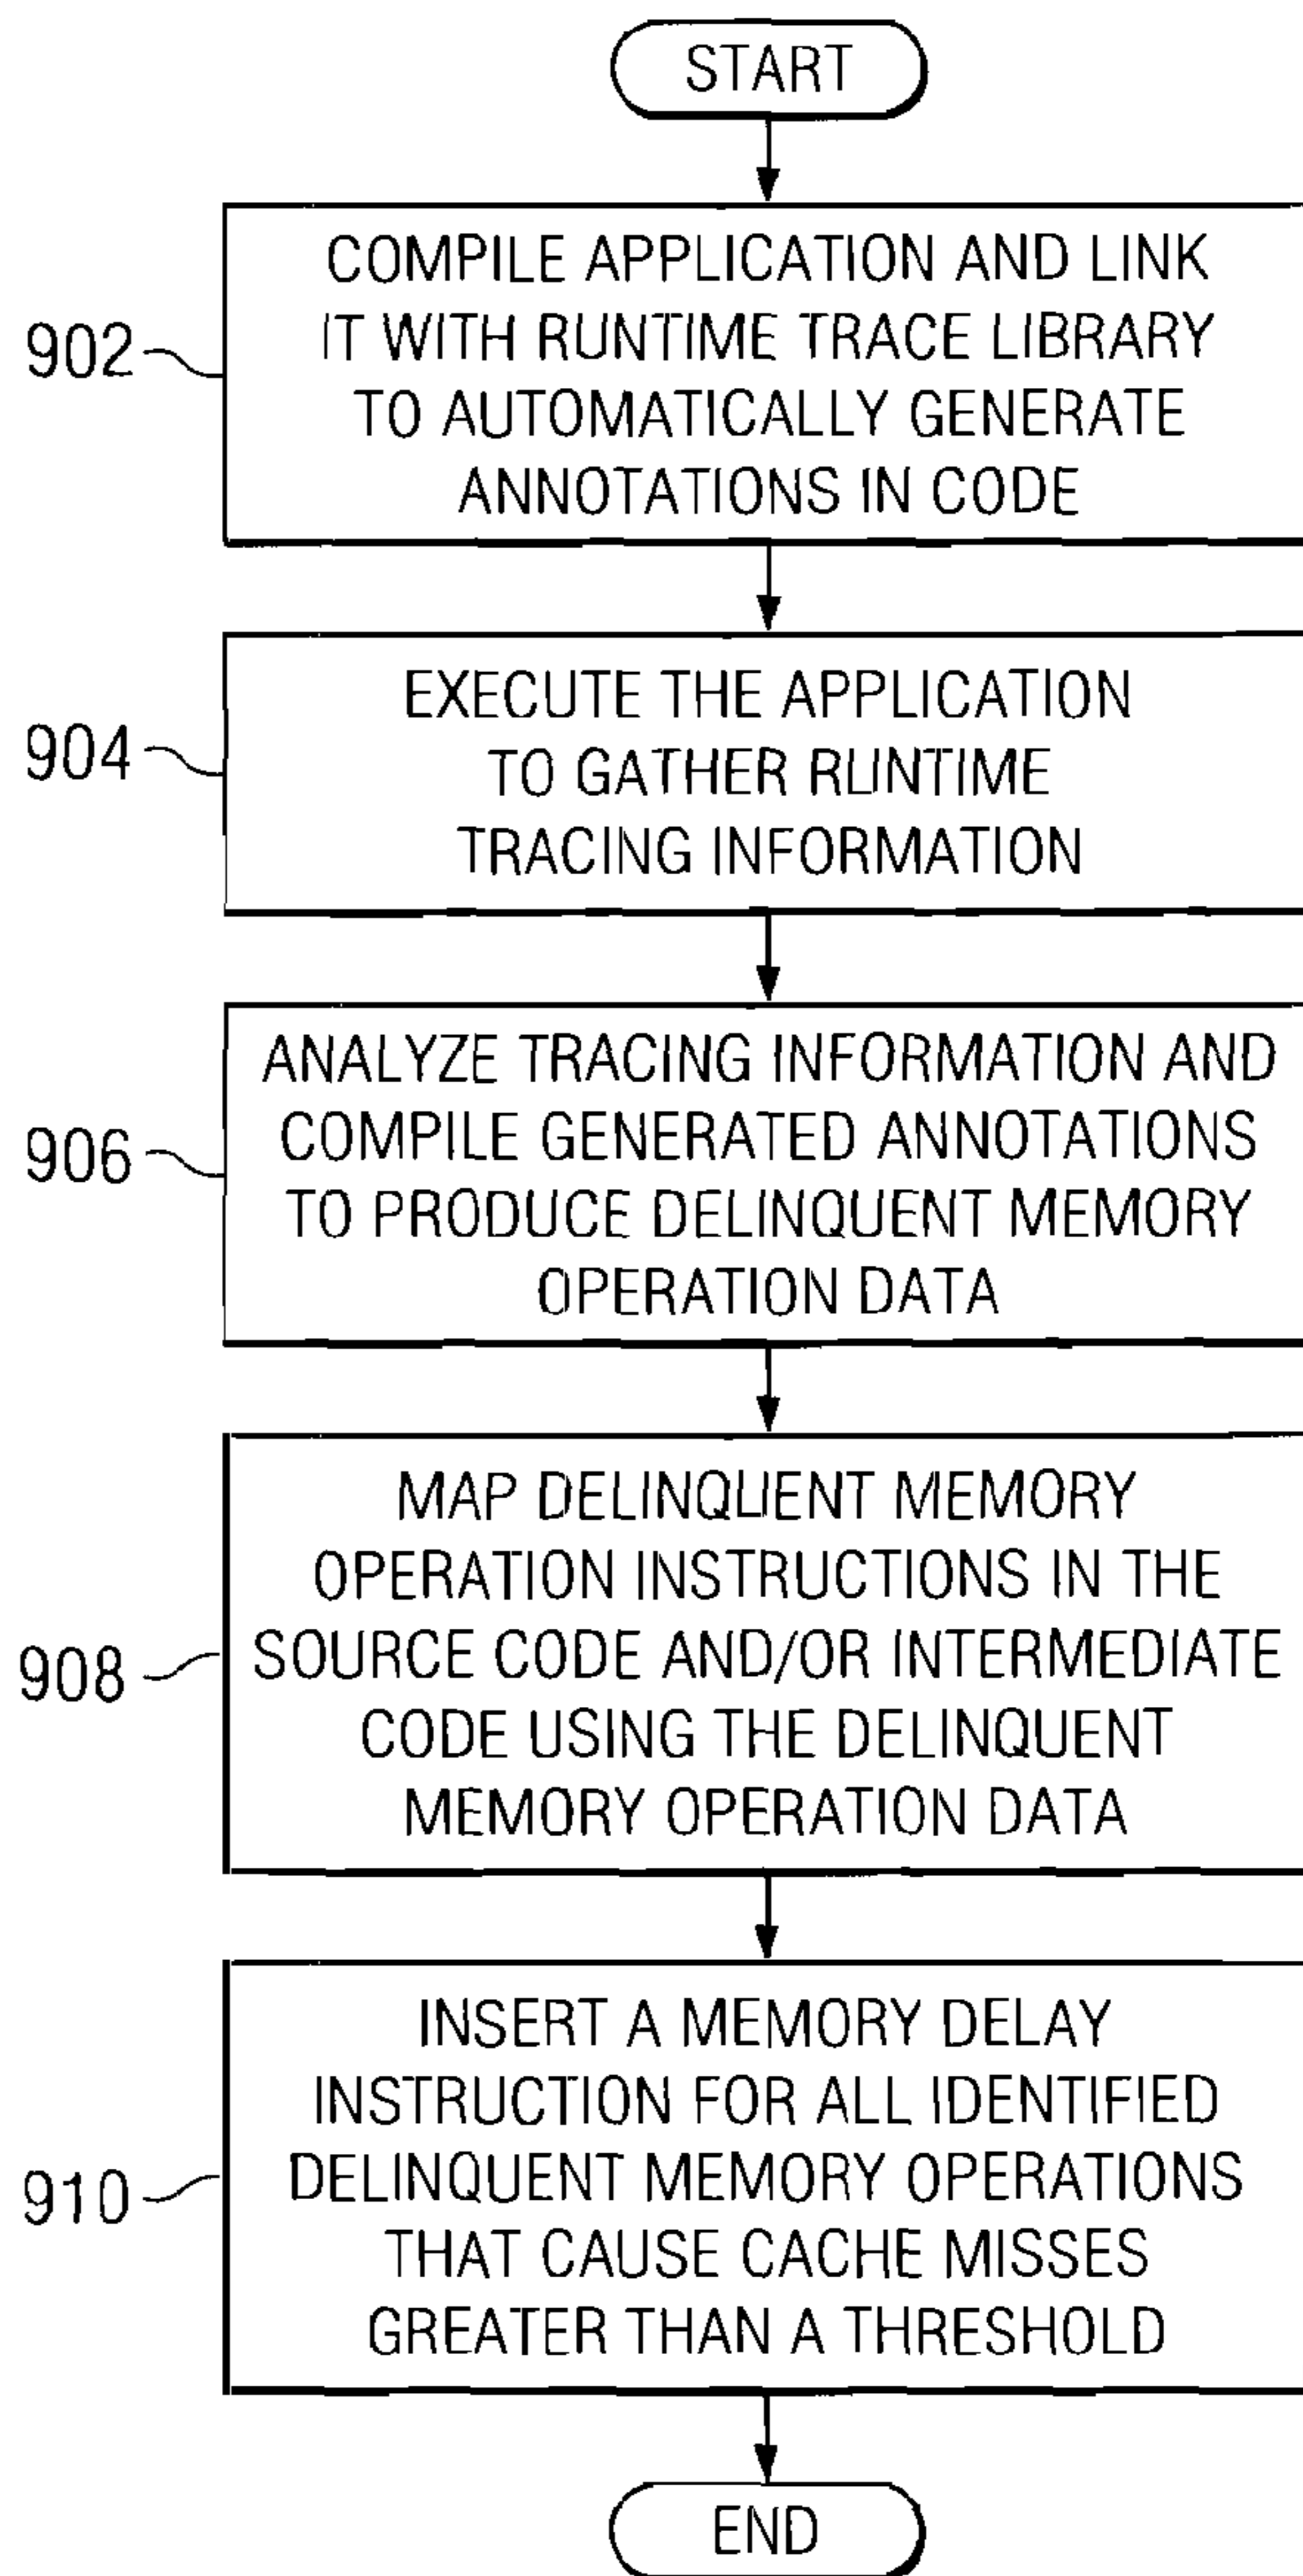 START
902
COMPILE APPLICATION AND LINK
IT WITH RUNTIME TRACE LIBRARY
TO AUTOMATICALLY GENERATE
ANNOTATIONS IN CODE
904
EXECUTE THE APPLICATION
TO GATHER RUNTIME
TRACING INFORMATION
906
ANALYZE TRACING INFORMATION AND
COMPILE GENERATED ANNOTATIONS
TO PRODUCE DELINQUENT MEMORY
OPERATION DATA
908
MAP DELINQUENT MEMORY
OPERATION INSTRUCTIONS IN THE
SOURCE CODE AND/OR INTERMEDIATE
CODE USING THE DELINQUENT
MEMORY OPERATION DATA
910
INSERT A MEMORY DELAY
INSTRUCTION FOR ALL IDENTIFIED
DELINQUENT MEMORY OPERATIONS
THAT CAUSE CACHE MISSES
GREATER THAN A THRESHOLD
END